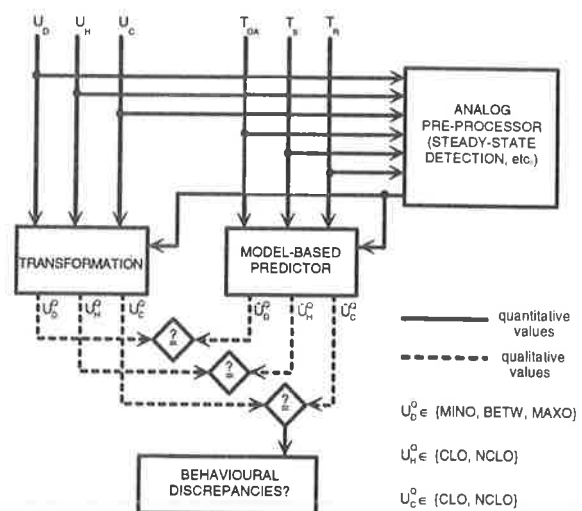 U_D U_H U_C T_OA T_S T_R
ANALOG
PRE-PROCESSOR
(STEADY-STATE
DETECTION, etc.)
TRANSFORMATION
MODEL-BASED
PREDICTOR
U_D^Q U_H^Q U_C^Q Û_D^Q Û_H^Q Û_C^Q
?
=
?
=
?
=
quantitative
values
qualitative
values
U_D^Q ∈ {MINO, BETW, MAXO}
U_H^Q ∈ {CLO, NCLO}
U_C^Q ∈ {CLO, NCLO}
BEHAVIOURAL
DISCREPANCIES?